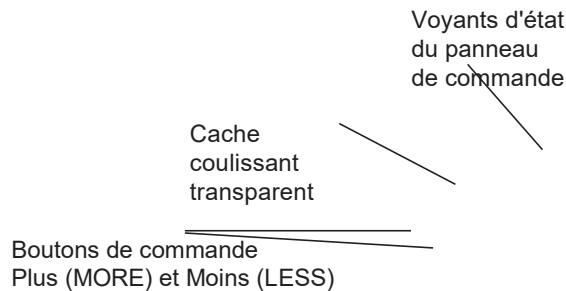 Voyants d'état
du panneau
de commande
Cache
coulissant
transparent
Boutons de commande
Plus (MORE) et Moins (LESS)